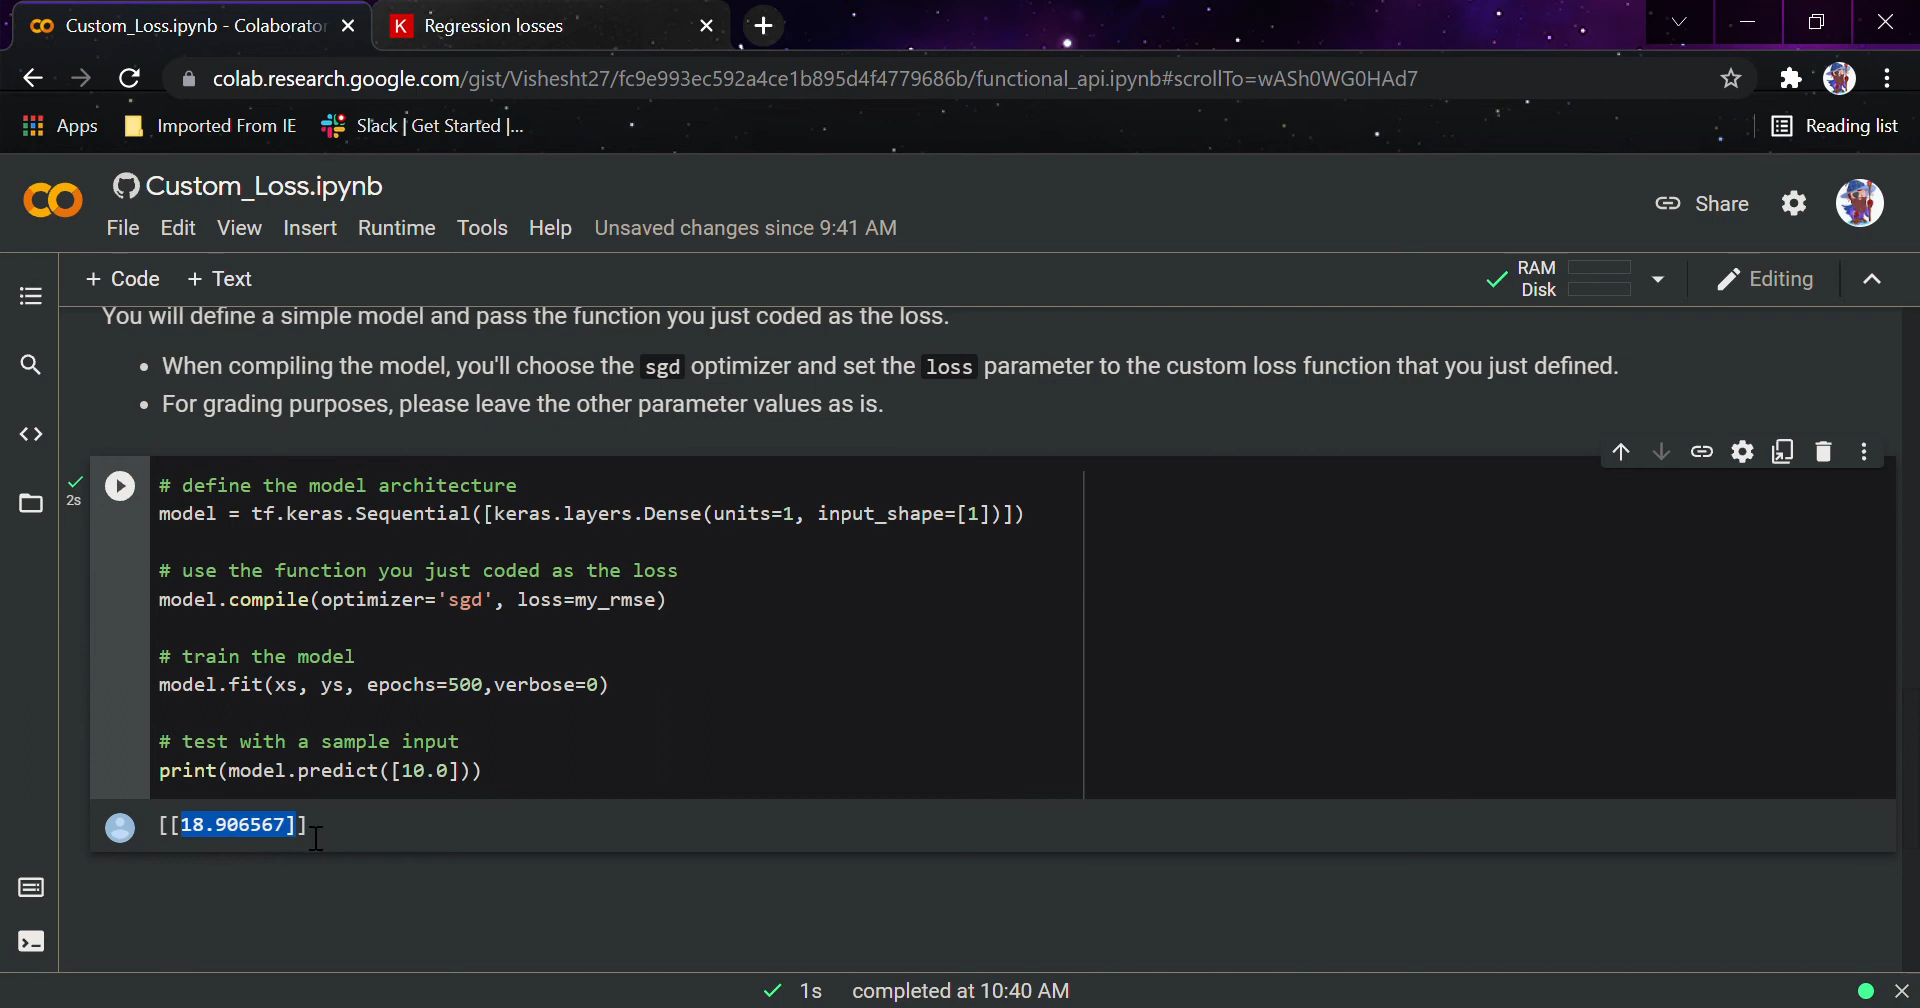 Custom_Loss.ipynb - Colaborator
Regression losses
colab.research.google.com/gist/Vishesht27/fc9e993ec592a4ce1b895d4f4779686b/functional_api.ipynb#scrollTo=wASh0WG0HAd7
Apps
Imported From IE
Slack | Get Started |...
Reading list
Custom_Loss.ipynb
Share
File Edit View Insert Runtime Tools Help Unsaved changes since 9:41 AM
+ Code + Text
RAM
Disk
Editing
You will define a simple model and pass the function you just coded as the loss.
• When compiling the model, you'll choose the sgd optimizer and set the loss parameter to the custom loss function that you just defined.
• For grading purposes, please leave the other parameter values as is.
2s
# define the model architecture
model = tf.keras.Sequential([keras.layers.Dense(units=1, input_shape=[1])])
# use the function you just coded as the loss
model.compile(optimizer='sgd', loss=my_rmse)
# train the model
model.fit(xs, ys, epochs=500,verbose=0)
# test with a sample input
print(model.predict([10.0]))
[[18.906567]]
1s completed at 10:40 AM